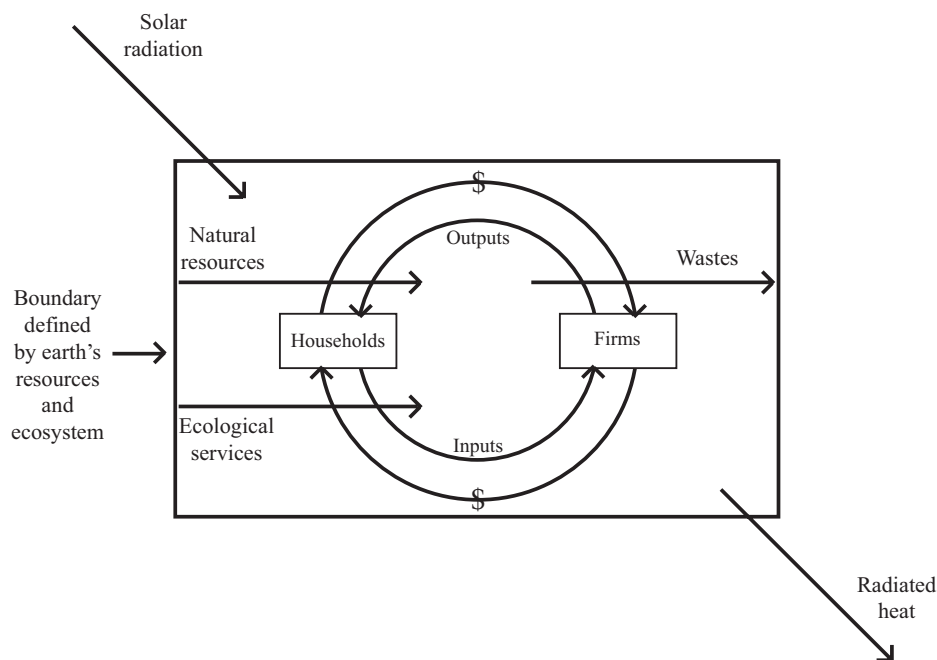 Solar
radiation
$
Natural
resources
Outputs
Wastes
Boundary
defined
by earth’s
resources
and
ecosystem
Households
Firms
Ecological
services
Inputs
$
Radiated
heat